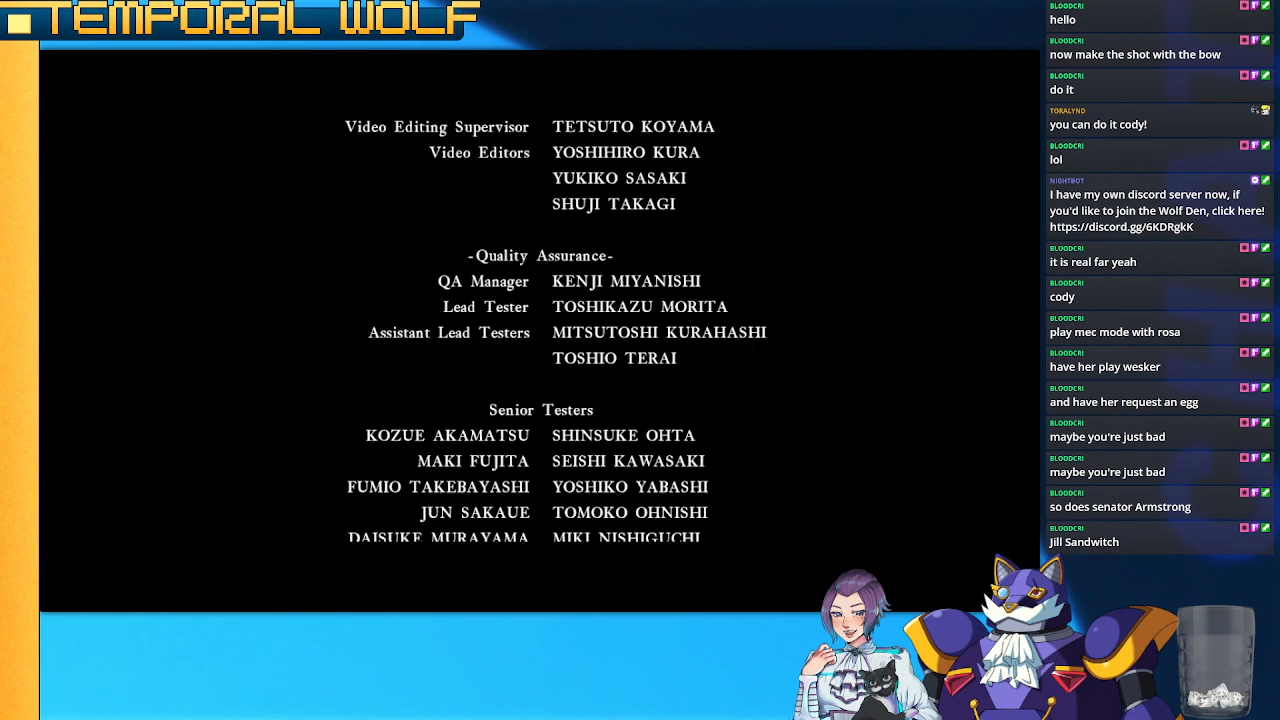 TEMPORAL WOLF
Video Editing Supervisor TETSUTO KOYAMA
Video Editors YOSHIHIRO KURA
YUKIKO SASAKI
SHUJI TAKAGI
-Quality Assurance-
QA Manager KENJI MIYANISHI
Lead Tester TOSHIKAZU MORITA
Assistant Lead Testers MITSUTOSHI KURAHASHI
TOSHIO TERAI
Senior Testers
KOZUE AKAMATSU SHINSUKE OHTA
MAKI FUJITA SEISHI KAWASAKI
FUMIO TAKEBAYASHI YOSHIKO YABASHI
JUN SAKAUE TOMOKO OHNISHI
DAISUKE MURAYAMA MIKI NISHIGUCHI
BLOODCRI
hello
BLOODCRI
now make the shot with the bow
BLOODCRI
do it
TORALYND
you can do it cody!
BLOODCRI
lol
NIGHTBOT
I have my own discord server now, if
you'd like to join the Wolf Den, click here!
https://discord.gg/6KDRgkK
BLOODCRI
it is real far yeah
BLOODCRI
cody
BLOODCRI
play mec mode with rosa
BLOODCRI
have her play wesker
BLOODCRI
and have her request an egg
BLOODCRI
maybe you're just bad
BLOODCRI
maybe you're just bad
BLOODCRI
so does senator Armstrong
BLOODCRI
Jill Sandwitch